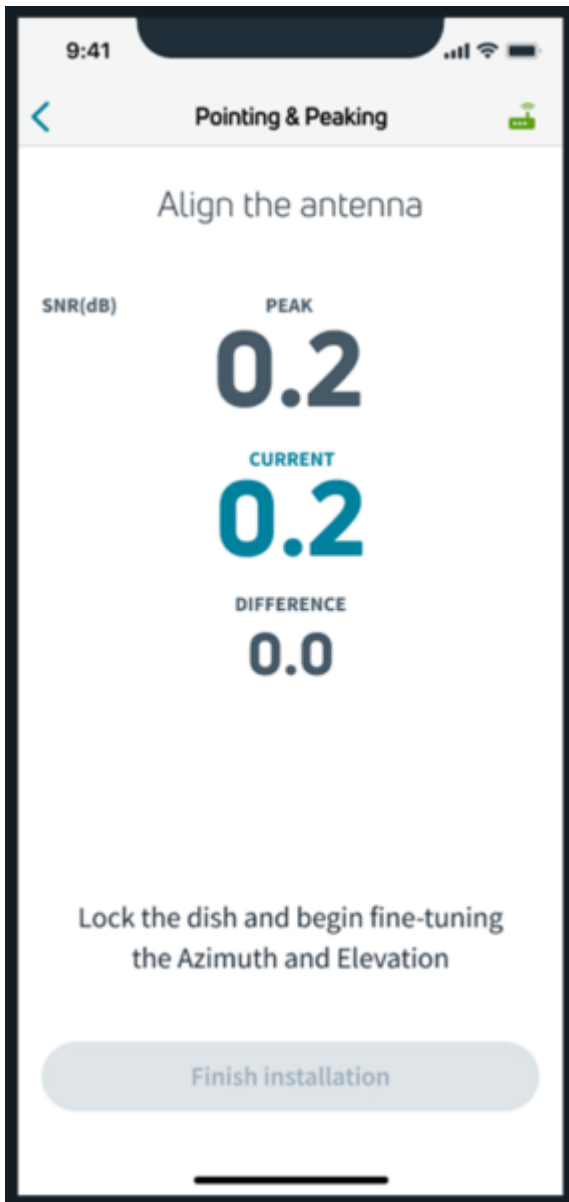 9:41
Pointing & Peaking
Align the antenna
SNR(dB)
PEAK
0.2
CURRENT
0.2
DIFFERENCE
0.0
Lock the dish and begin fine-tuning
the Azimuth and Elevation
Finish installation